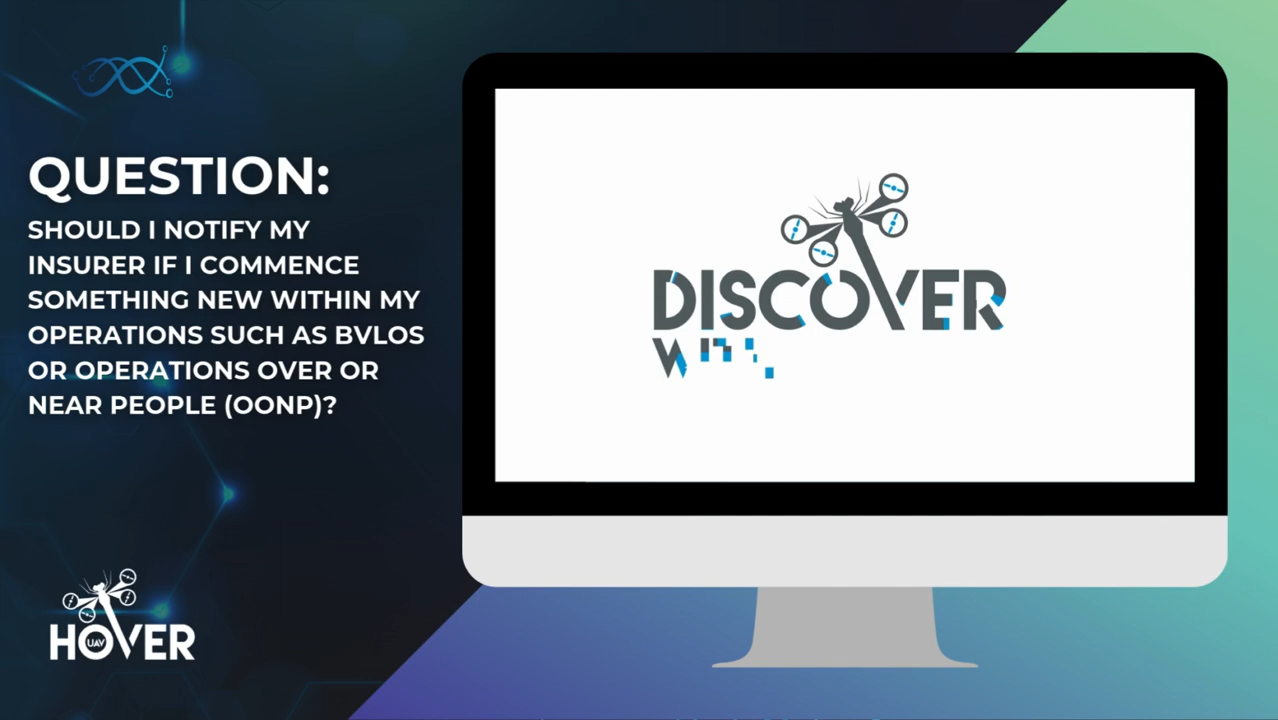 QUESTION:
SHOULD I NOTIFY MY
INSURER IF I COMMENCE
SOMETHING NEW WITHIN MY
OPERATIONS SUCH AS BVLOS
OR OPERATIONS OVER OR
NEAR PEOPLE (OONP)?
DISCOVER
HOVER
UAV